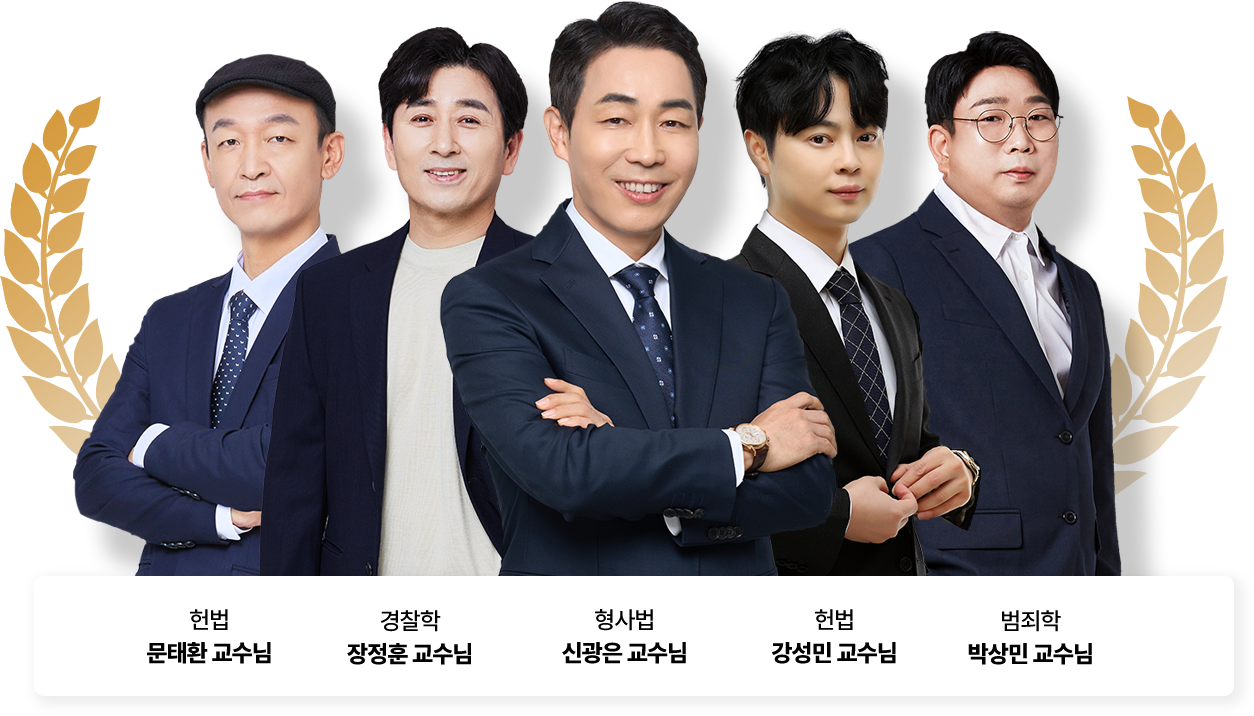 헌법
문태환 교수님
경찰학
장정훈 교수님
형사법
신광은 교수님
헌법
강성민 교수님
범죄학
박상민 교수님